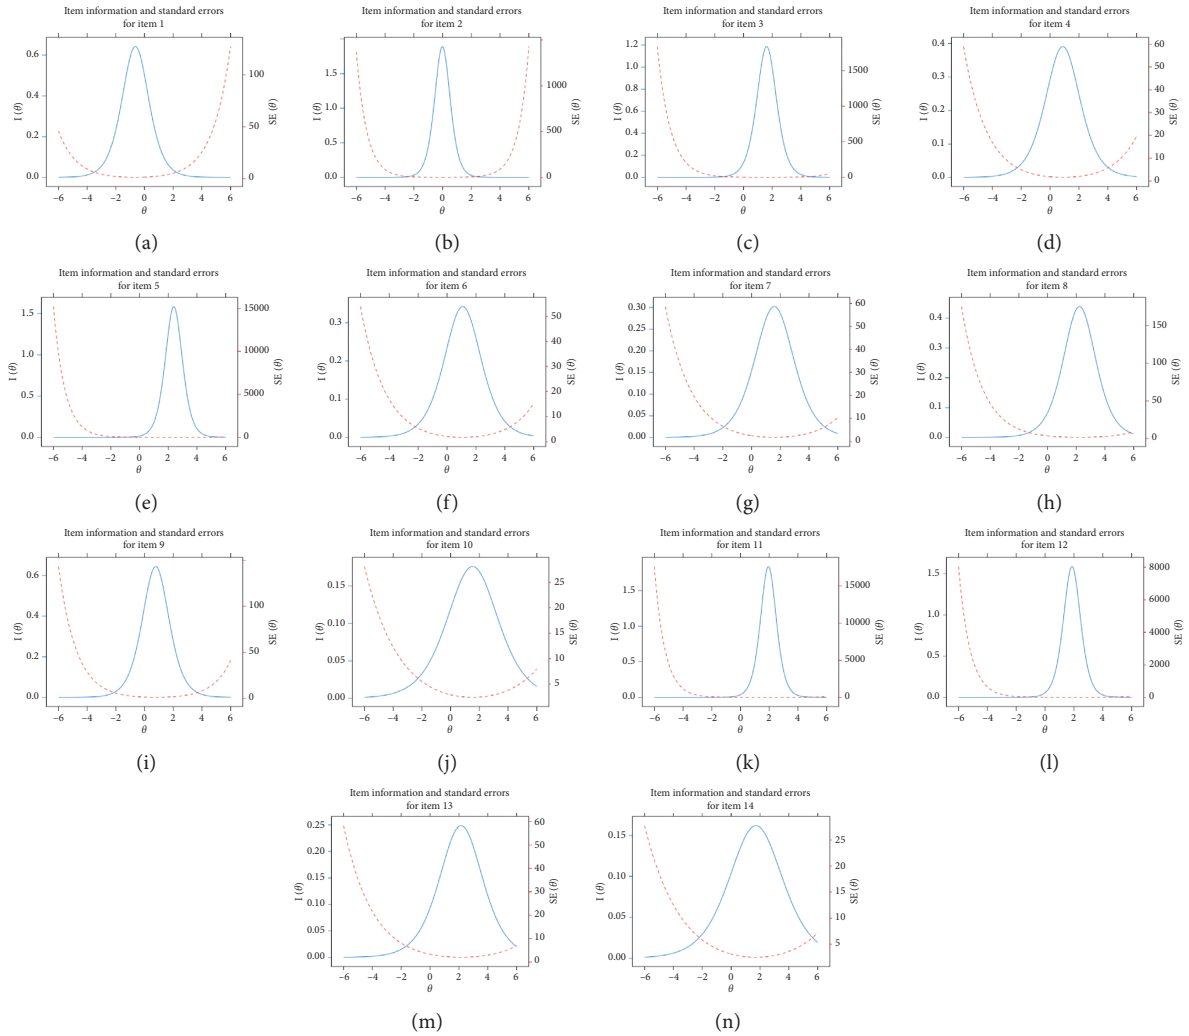 Item information and standard errors
for item 1
0.6
0.4
0.2
0.0
I (θ)
100
50
0
SE (θ)
−6 −4 −2 0 2 4 6
θ
(a)
Item information and standard errors
for item 2
1.5
1.0
0.5
0.0
I (θ)
1000
500
0
SE (θ)
−6 −4 −2 0 2 4 6
θ
(b)
Item information and standard errors
for item 3
1.2
1.0
0.8
0.6
0.4
0.2
0.0
I (θ)
1500
1000
500
0
SE (θ)
−6 −4 −2 0 2 4 6
θ
(c)
Item information and standard errors
for item 4
0.4
0.3
0.2
0.1
0.0
I (θ)
60
50
40
30
20
10
0
SE (θ)
−6 −4 −2 0 2 4 6
θ
(d)
Item information and standard errors
for item 5
1.5
1.0
0.5
0.0
I (θ)
15000
10000
5000
0
SE (θ)
−6 −4 −2 0 2 4 6
θ
(e)
Item information and standard errors
for item 6
0.3
0.2
0.1
0.0
I (θ)
50
40
30
20
10
0
SE (θ)
−6 −4 −2 0 2 4 6
θ
(f)
Item information and standard errors
for item 7
0.30
0.25
0.20
0.15
0.10
0.05
0.00
I (θ)
60
50
40
30
20
10
0
SE (θ)
−6 −4 −2 0 2 4 6
θ
(g)
Item information and standard errors
for item 8
0.4
0.3
0.2
0.1
0.0
I (θ)
150
100
50
0
SE (θ)
−6 −4 −2 0 2 4 6
θ
(h)
Item information and standard errors
for item 9
0.6
0.4
0.2
0.0
I (θ)
100
50
0
SE (θ)
−6 −4 −2 0 2 4 6
θ
(i)
Item information and standard errors
for item 10
0.15
0.10
0.05
0.00
I (θ)
25
20
15
10
5
SE (θ)
−6 −4 −2 0 2 4 6
θ
(j)
Item information and standard errors
for item 11
1.5
1.0
0.5
0.0
I (θ)
15000
10000
5000
0
SE (θ)
−6 −4 −2 0 2 4 6
θ
(k)
Item information and standard errors
for item 12
1.5
1.0
0.5
0.0
I (θ)
8000
6000
4000
2000
0
SE (θ)
−6 −4 −2 0 2 4 6
θ
(l)
Item information and standard errors
for item 13
0.25
0.20
0.15
0.10
0.05
0.00
I (θ)
60
50
40
30
20
10
0
SE (θ)
−6 −4 −2 0 2 4 6
θ
(m)
Item information and standard errors
for item 14
0.15
0.10
0.05
0.00
I (θ)
25
20
15
10
5
SE (θ)
−6 −4 −2 0 2 4 6
θ
(n)